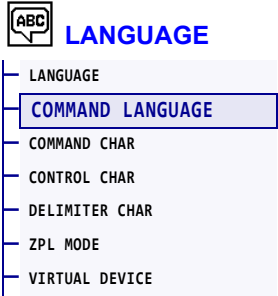 ABC
LANGUAGE
LANGUAGE
COMMAND LANGUAGE
COMMAND CHAR
CONTROL CHAR
DELIMITER CHAR
ZPL MODE
VIRTUAL DEVICE